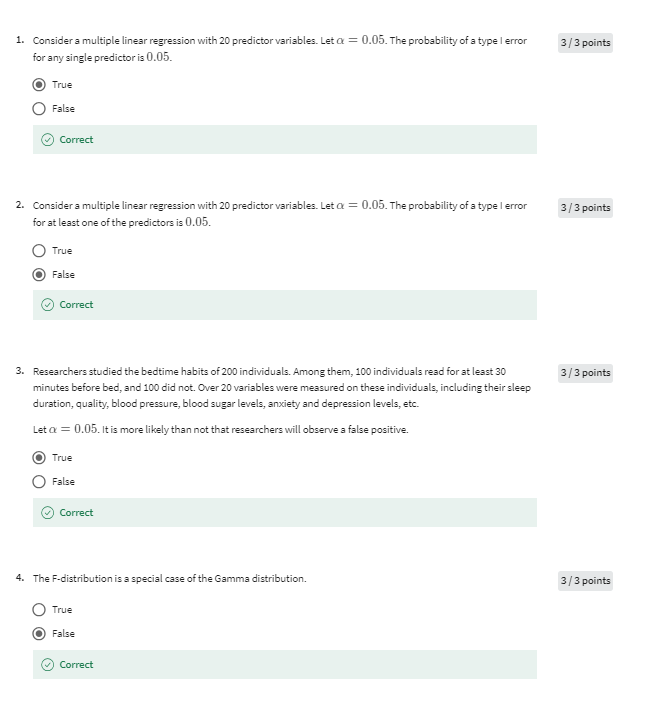 1. Consider a multiple linear regression with 20 predictor variables. Let α = 0.05. The probability of a type I error
3 / 3 points
for any single predictor is 0.05.
True
False
Correct
2. Consider a multiple linear regression with 20 predictor variables. Let α = 0.05. The probability of a type I error
3 / 3 points
for at least one of the predictors is 0.05.
True
False
Correct
3. Researchers studied the bedtime habits of 200 individuals. Among them, 100 individuals read for at least 30
3 / 3 points
minutes before bed, and 100 did not. Over 20 variables were measured on these individuals, including their sleep
duration, quality, blood pressure, blood sugar levels, anxiety and depression levels, etc.
Let α = 0.05. It is more likely than not that researchers will observe a false positive.
True
False
Correct
4. The F-distribution is a special case of the Gamma distribution.
3 / 3 points
True
False
Correct